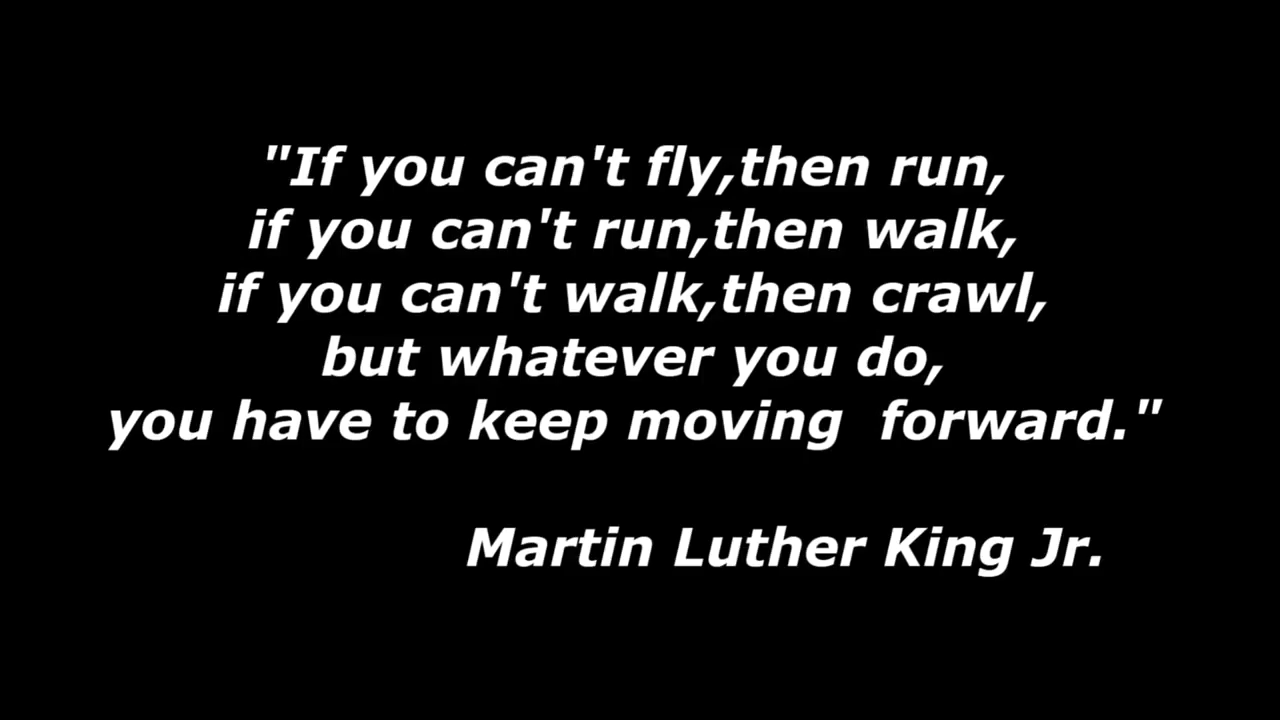 "If you can't fly,then run,
if you can't run,then walk,
if you can't walk,then crawl,
but whatever you do,
you have to keep moving  forward."
Martin Luther King Jr.